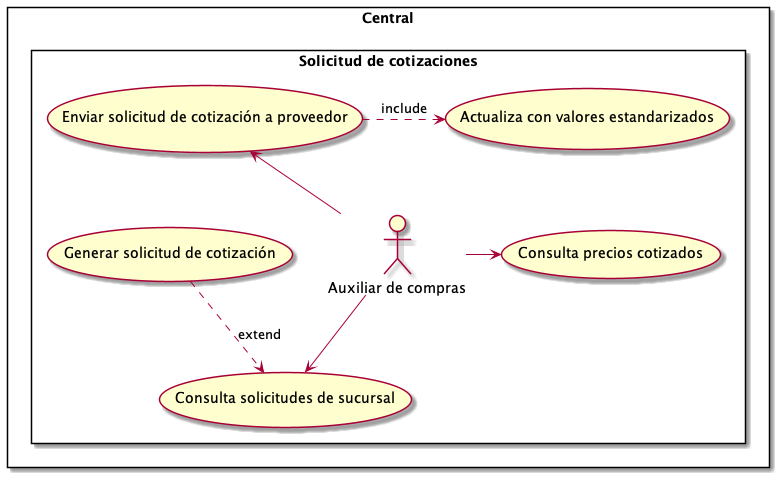 Central
Solicitud de cotizaciones
Enviar solicitud de cotización a proveedor
include
Actualiza con valores estandarizados
Generar solicitud de cotización
Auxiliar de compras
Consulta precios cotizados
extend
Consulta solicitudes de sucursal